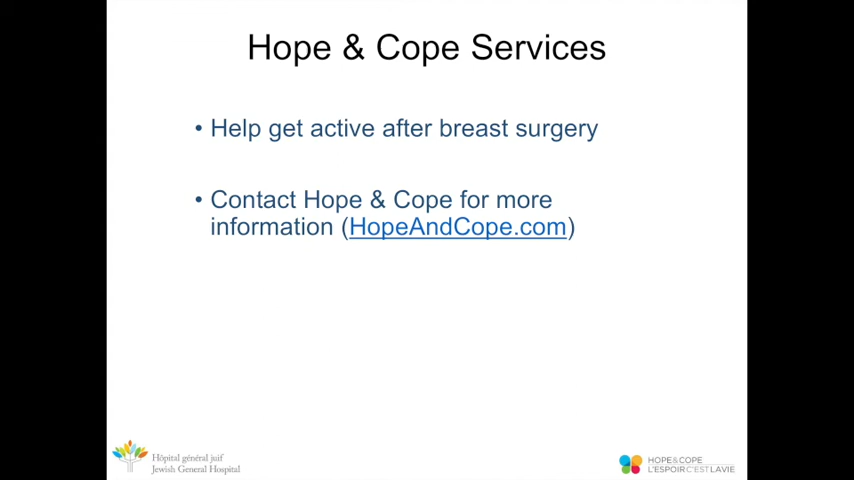 Hope & Cope Services
• Help get active after breast surgery
• Contact Hope & Cope for more
information (HopeAndCope.com)
Hôpital général juif
Jewish General Hospital
HOPE&COPE
L'ESPOIR C'EST LA VIE